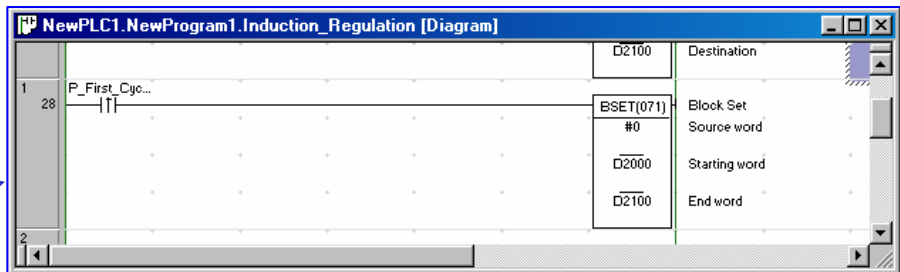 NewPLC1.NewProgram1.Induction_Regulation [Diagram]
D2100 Destination
1
P_First_Cyc...
28
BSET(071) Block Set
#0 Source word
D2000 Starting word
D2100 End word
2